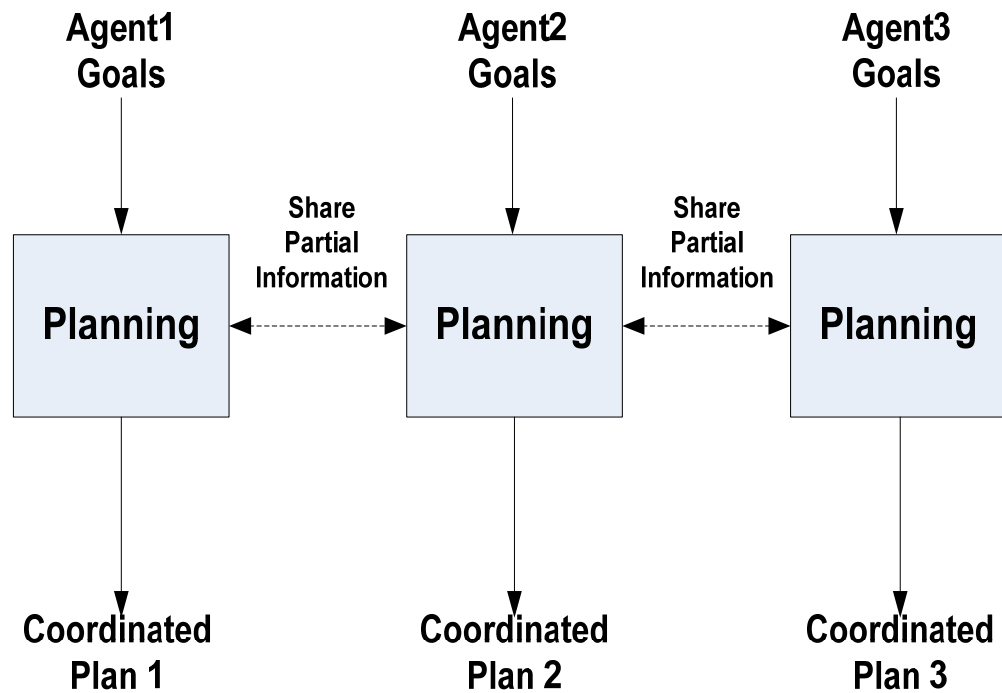 Agent1
Goals
Agent2
Goals
Agent3
Goals
Share
Partial
Information
Share
Partial
Information
Planning
Planning
Planning
Coordinated
Plan 1
Coordinated
Plan 2
Coordinated
Plan 3